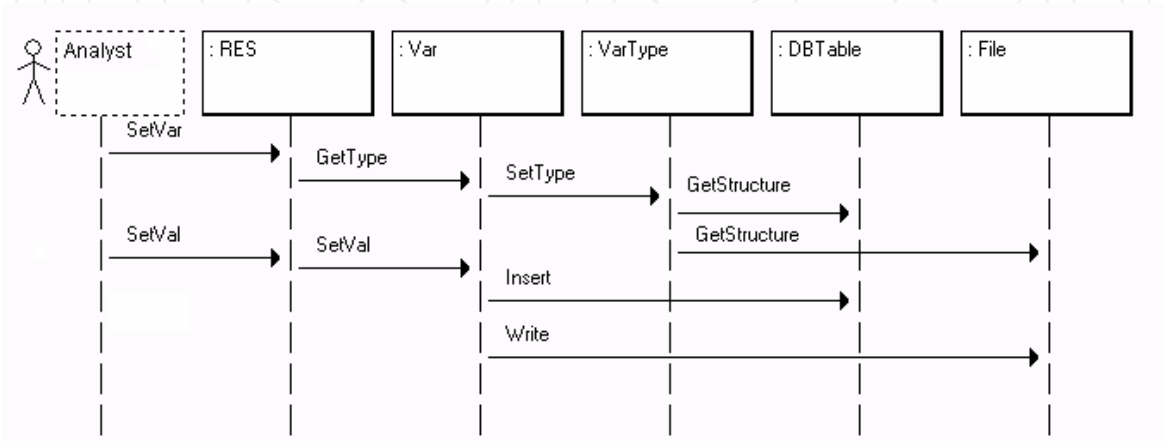 Analyst
: RES
: Var
: VarType
: DBTable
: File
SetVar
GetType
SetType
GetStructure
GetStructure
SetVal
SetVal
Insert
Write